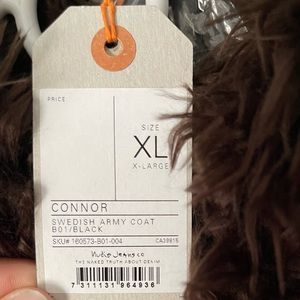 PRICE
SIZE
XL
X-LARGE
CONNOR
SWEDISH ARMY COAT
B01/BLACK
SKU# 160573-B01-004 CA39815
Nudie Jeans co
THE NAKED TRUTH ABOUT DENIM
7 311131 964936